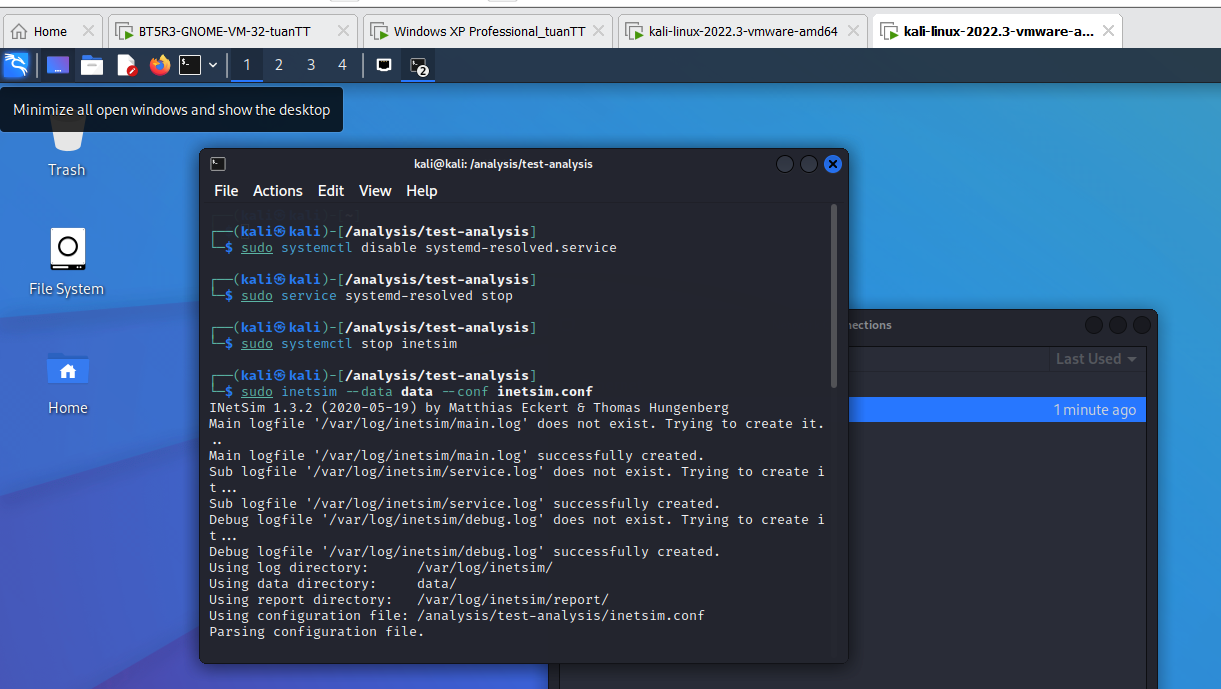 Home
BT5R3-GNOME-VM-32-tuanTT
Windows XP Professional_tuanTT
kali-linux-2022.3-vmware-amd64
kali-linux-2022.3-vmware-a...
1 2 3 4
2
Minimize all open windows and show the desktop
Trash
File System
Home
kali@kali: /analysis/test-analysis
File Actions Edit View Help
┌──(kali㉿kali)-[/analysis/test-analysis]
└─$ sudo systemctl disable systemd-resolved.service
┌──(kali㉿kali)-[/analysis/test-analysis]
└─$ sudo service systemd-resolved stop
┌──(kali㉿kali)-[/analysis/test-analysis]
└─$ sudo systemctl stop inetsim
┌──(kali㉿kali)-[/analysis/test-analysis]
└─$ sudo inetsim --data data --conf inetsim.conf
INetSim 1.3.2 (2020-05-19) by Matthias Eckert & Thomas Hungenberg
Main logfile '/var/log/inetsim/main.log' does not exist. Trying to create it.
..
Main logfile '/var/log/inetsim/main.log' successfully created.
Sub logfile '/var/log/inetsim/service.log' does not exist. Trying to create i
t...
Sub logfile '/var/log/inetsim/service.log' successfully created.
Debug logfile '/var/log/inetsim/debug.log' does not exist. Trying to create i
t...
Debug logfile '/var/log/inetsim/debug.log' successfully created.
Using log directory:      /var/log/inetsim/
Using data directory:     data/
Using report directory:   /var/log/inetsim/report/
Using configuration file: /analysis/test-analysis/inetsim.conf
Parsing configuration file.
nections
Last Used
1 minute ago